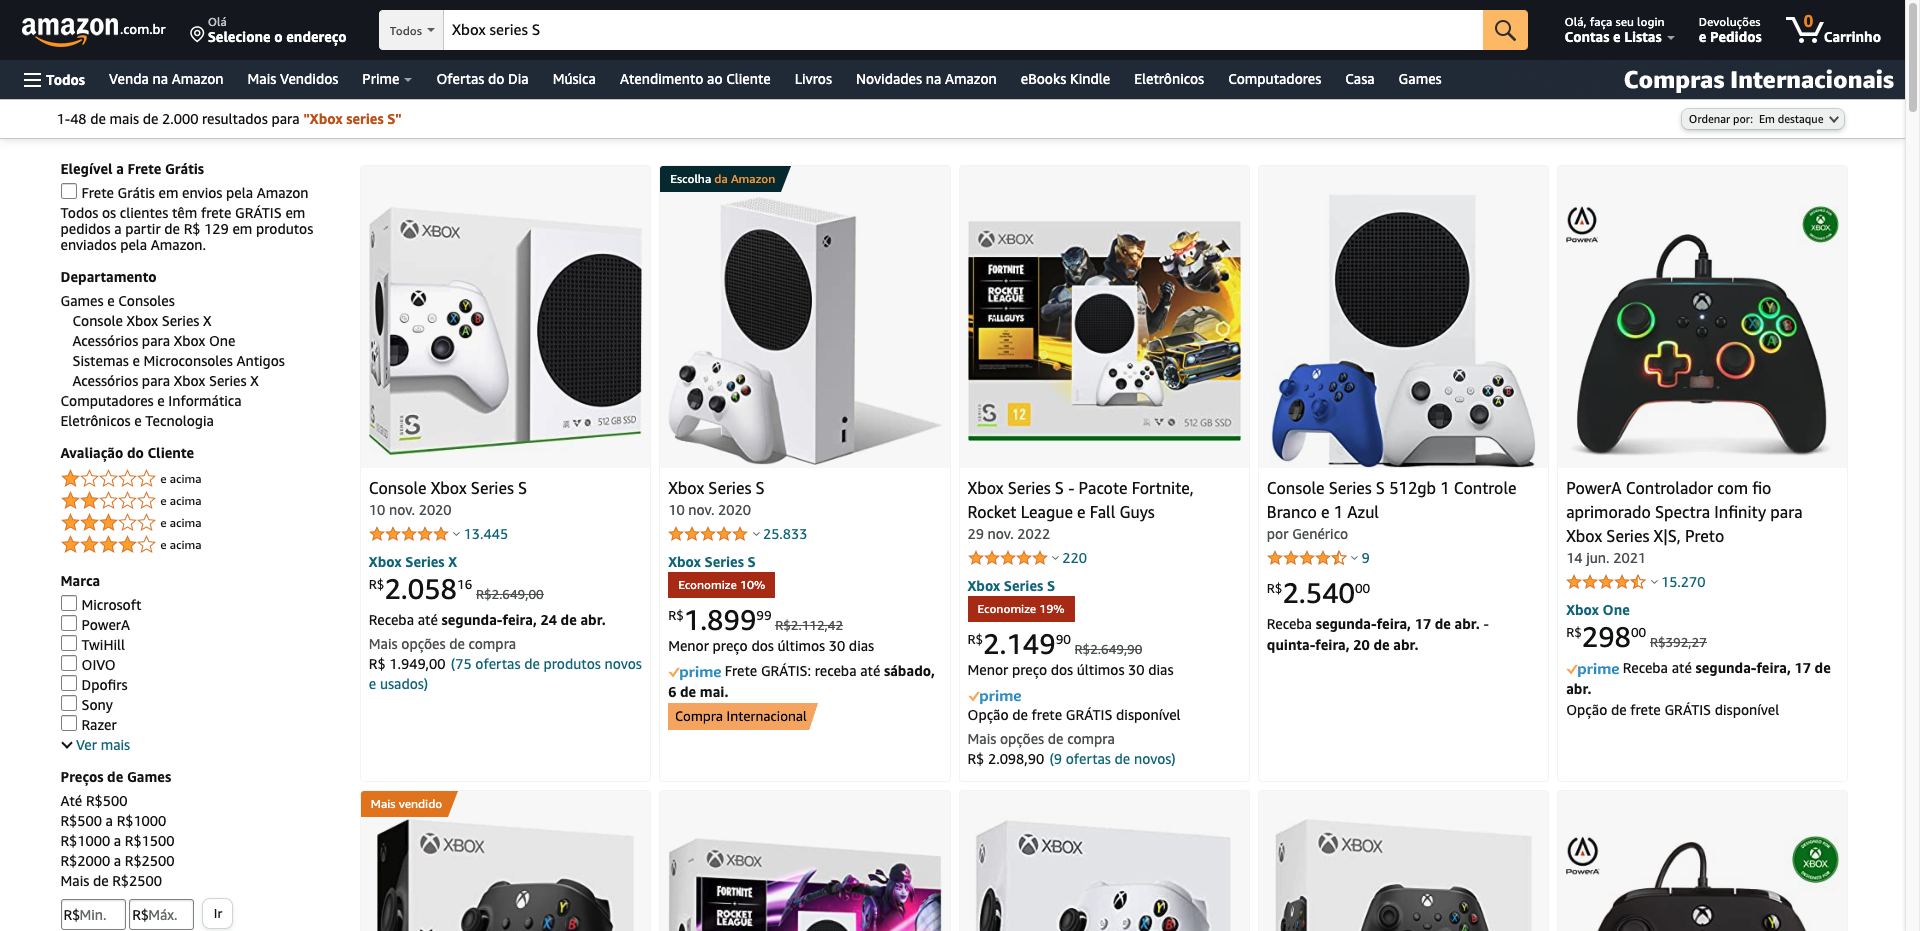 amazon.com.br
Olá
Selecione o endereço
Todos
Xbox series S
Olá, faça seu login
Contas e Listas
Devoluções
e Pedidos
0
Carrinho
Todos
Venda na Amazon
Mais Vendidos
Prime
Ofertas do Dia
Música
Atendimento ao Cliente
Livros
Novidades na Amazon
eBooks Kindle
Eletrônicos
Computadores
Casa
Games
Compras Internacionais
1-48 de mais de 2.000 resultados para "Xbox series S"
Ordenar por: Em destaque
Elegível a Frete Grátis
Frete Grátis em envios pela Amazon
Todos os clientes têm frete GRÁTIS em
pedidos a partir de R$ 129 em produtos
enviados pela Amazon.
Departamento
Games e Consoles
Console Xbox Series X
Acessórios para Xbox One
Sistemas e Microconsoles Antigos
Acessórios para Xbox Series X
Computadores e Informática
Eletrônicos e Tecnologia
Avaliação do Cliente
e acima
e acima
e acima
e acima
Marca
Microsoft
PowerA
TwiHill
OIVO
Dpofirs
Sony
Razer
Ver mais
Preços de Games
Até R$500
R$500 a R$1000
R$1000 a R$1500
R$2000 a R$2500
Mais de R$2500
R$Min.
R$Máx.
Ir
XBOX
Y
X
B
A
SERIES S
512 GB SSD
Console Xbox Series S
10 nov. 2020
13.445
Xbox Series X
R$2.05816 R$2.649,00
Receba até segunda-feira, 24 de abr.
Mais opções de compra
R$ 1.949,00 (75 ofertas de produtos novos
e usados)
Escolha da Amazon
Xbox Series S
10 nov. 2020
25.833
Xbox Series S
Economize 10%
R$1.89999 R$2.112,42
Menor preço dos últimos 30 dias
prime Frete GRÁTIS: receba até sábado,
6 de mai.
Compra Internacional
XBOX
FORTNITE
ROCKET
LEAGUE
FALLGUYS
SERIES S
12
512 GB SSD
Xbox Series S - Pacote Fortnite,
Rocket League e Fall Guys
29 nov. 2022
220
Xbox Series S
Economize 19%
R$2.14990 R$2.649,90
Menor preço dos últimos 30 dias
prime
Opção de frete GRÁTIS disponível
Mais opções de compra
R$ 2.098,90 (9 ofertas de novos)
Console Series S 512gb 1 Controle
Branco e 1 Azul
por Genérico
9
R$2.54000
Receba segunda-feira, 17 de abr. -
quinta-feira, 20 de abr.
PowerA
DESIGNED FOR
XBOX
PowerA Controlador com fio
aprimorado Spectra Infinity para
Xbox Series X|S, Preto
14 jun. 2021
15.270
Xbox One
R$29800 R$392,27
prime Receba até segunda-feira, 17 de
abr.
Opção de frete GRÁTIS disponível
Mais vendido
XBOX
Y
X
B
XBOX
FORTNITE
ROCKET
LEAGUE
XBOX
Y
X
B
XBOX
Y
X
B
PowerA
DESIGNED FOR
XBOX
Y